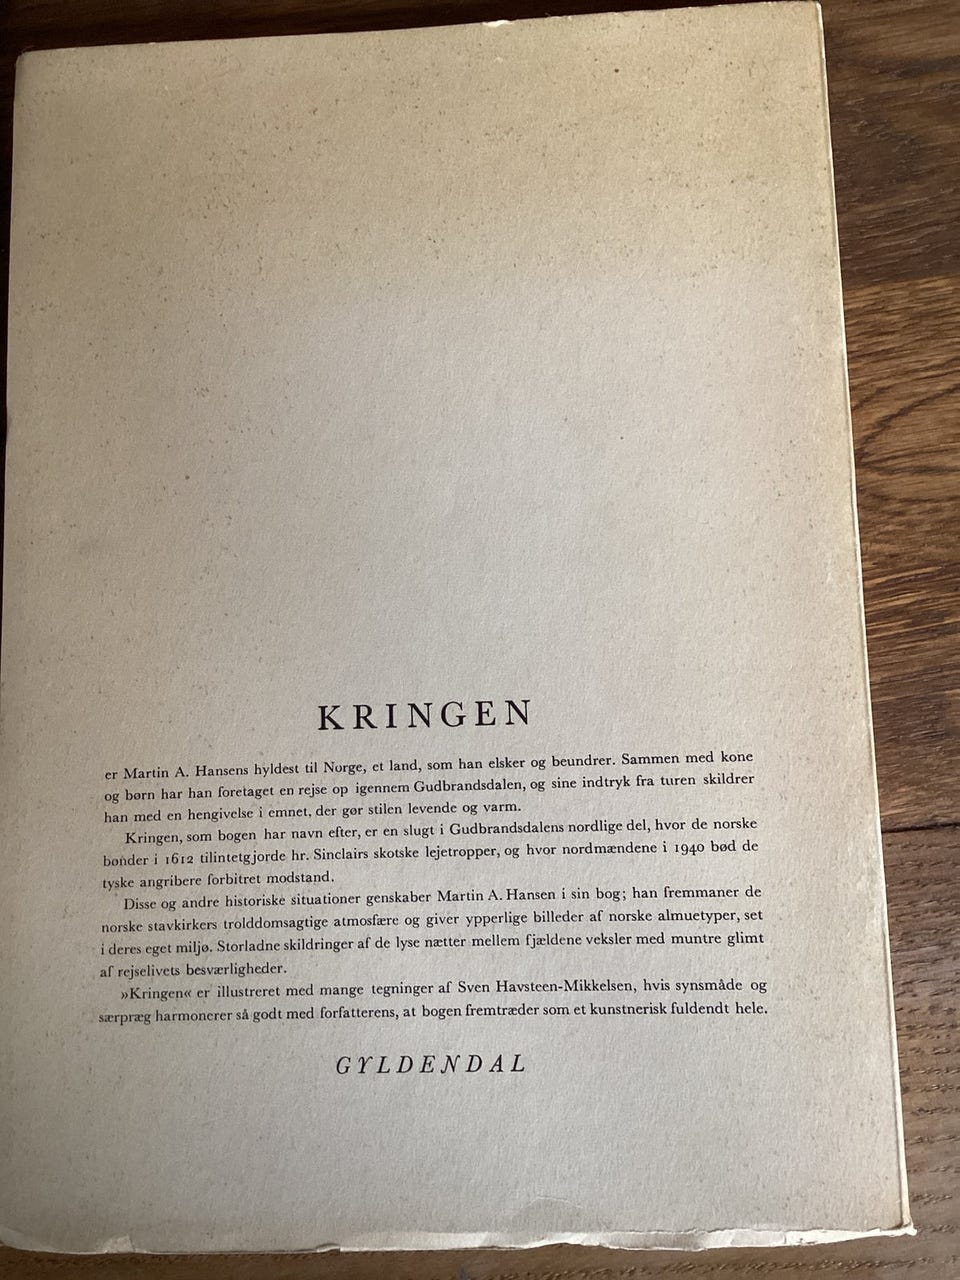 KRINGEN
er Martin A. Hansens hyldest til Norge, et land, som han elsker og beundrer. Sammen med kone
og børn har han foretaget en rejse op igennem Gudbrandsdalen, og sine indtryk fra turen skildrer
han med en hengivelse i emnet, der gør stilen levende og varm.
Kringen, som bogen har navn efter, er en slugt i Gudbrandsdalens nordlige del, hvor de norske
bønder i 1612 tilintetgjorde hr. Sinclairs skotske lejetropper, og hvor nordmændene i 1940 bød de
tyske angribere forbitret modstand.
Disse og andre historiske situationer genskaber Martin A. Hansen i sin bog; han fremmaner de
norske stavkirkers trolddomsagtige atmosfære og giver ypperlige billeder af norske almuetyper, set
i deres eget miljø. Storladne skildringer af de lyse nætter mellem fjældene veksler med muntre glimt
af rejselivets besværligheder.
»Kringen« er illustreret med mange tegninger af Sven Havsteen-Mikkelsen, hvis synsmåde og
særpræg harmonerer så godt med forfatterens, at bogen fremtræder som et kunstnerisk fuldendt hele.
GYLDENDAL